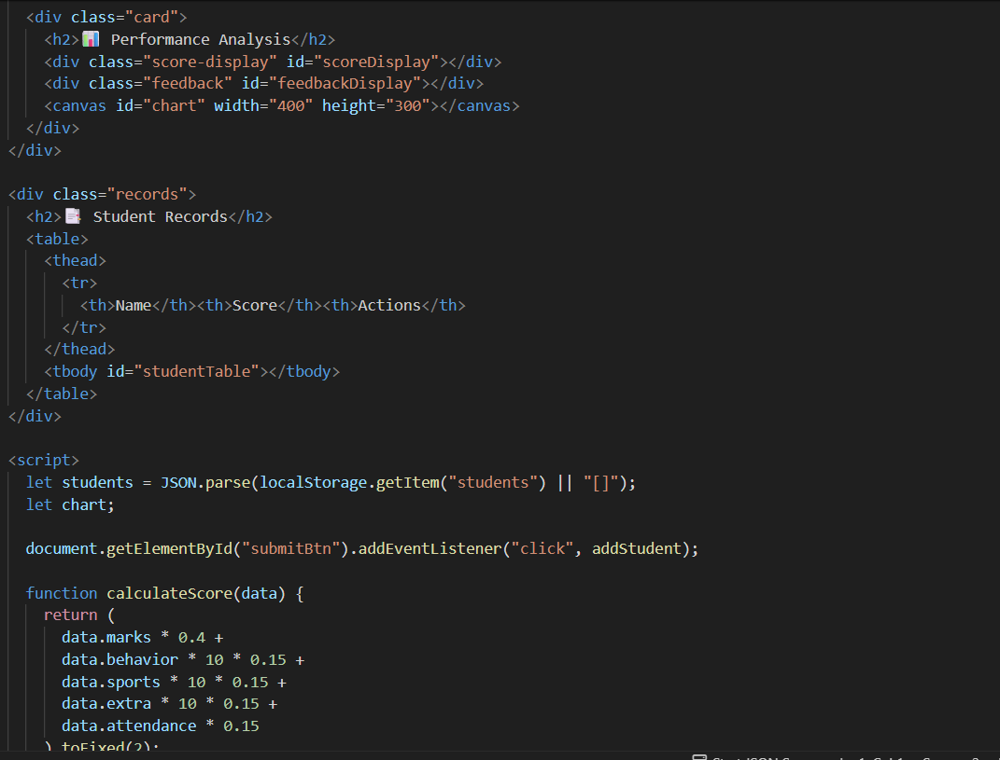 <div class="card">
<h2>📊 Performance Analysis</h2>
<div class="score-display" id="scoreDisplay"></div>
<div class="feedback" id="feedbackDisplay"></div>
<canvas id="chart" width="400" height="300"></canvas>
</div>
</div>
<div class="records">
<h2>📑 Student Records</h2>
<table>
<thead>
<tr>
<th>Name</th><th>Score</th><th>Actions</th>
</tr>
</thead>
<tbody id="studentTable"></tbody>
</table>
</div>
<script>
let students = JSON.parse(localStorage.getItem("students") || "[]");
let chart;
document.getElementById("submitBtn").addEventListener("click", addStudent);
function calculateScore(data) {
return (
data.marks * 0.4 +
data.behavior * 10 * 0.15 +
data.sports * 10 * 0.15 +
data.extra * 10 * 0.15 +
data.attendance * 0.15
).toFixed(2);